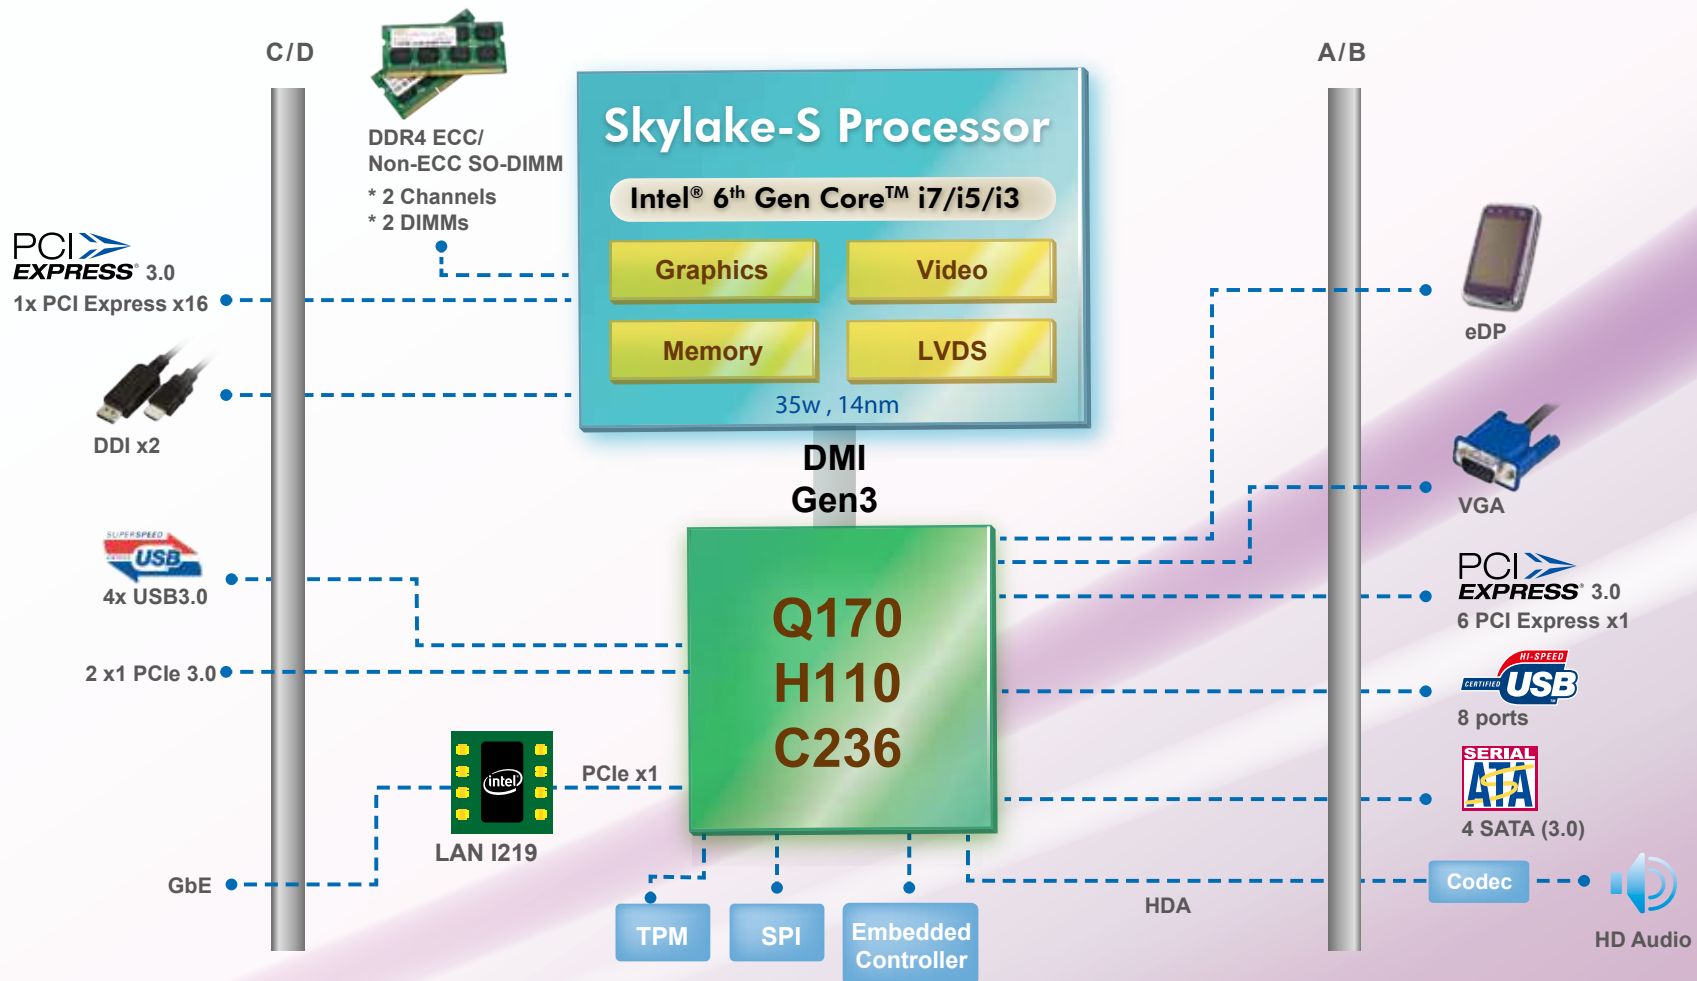 C/D
A/B
DDR4 ECC/
Non-ECC SO-DIMM
* 2 Channels
* 2 DIMMs
Skylake-S Processor
Intel® 6th Gen Core™ i7/i5/i3
Graphics
Video
Memory
LVDS
35w , 14nm
PCI
EXPRESS® 3.0
1x PCI Express x16
DDI x2
DMI
Gen3
eDP
VGA
SUPERSPEED
CERTIFIED
USB
4x USB3.0
2 x1 PCIe 3.0
Q170
H110
C236
PCI
EXPRESS® 3.0
6 PCI Express x1
HI-SPEED
CERTIFIED
USB
8 ports
SERIAL
ATA
4 SATA (3.0)
intel
PCIe x1
LAN I219
GbE
TPM
SPI
Embedded
Controller
HDA
Codec
HD Audio